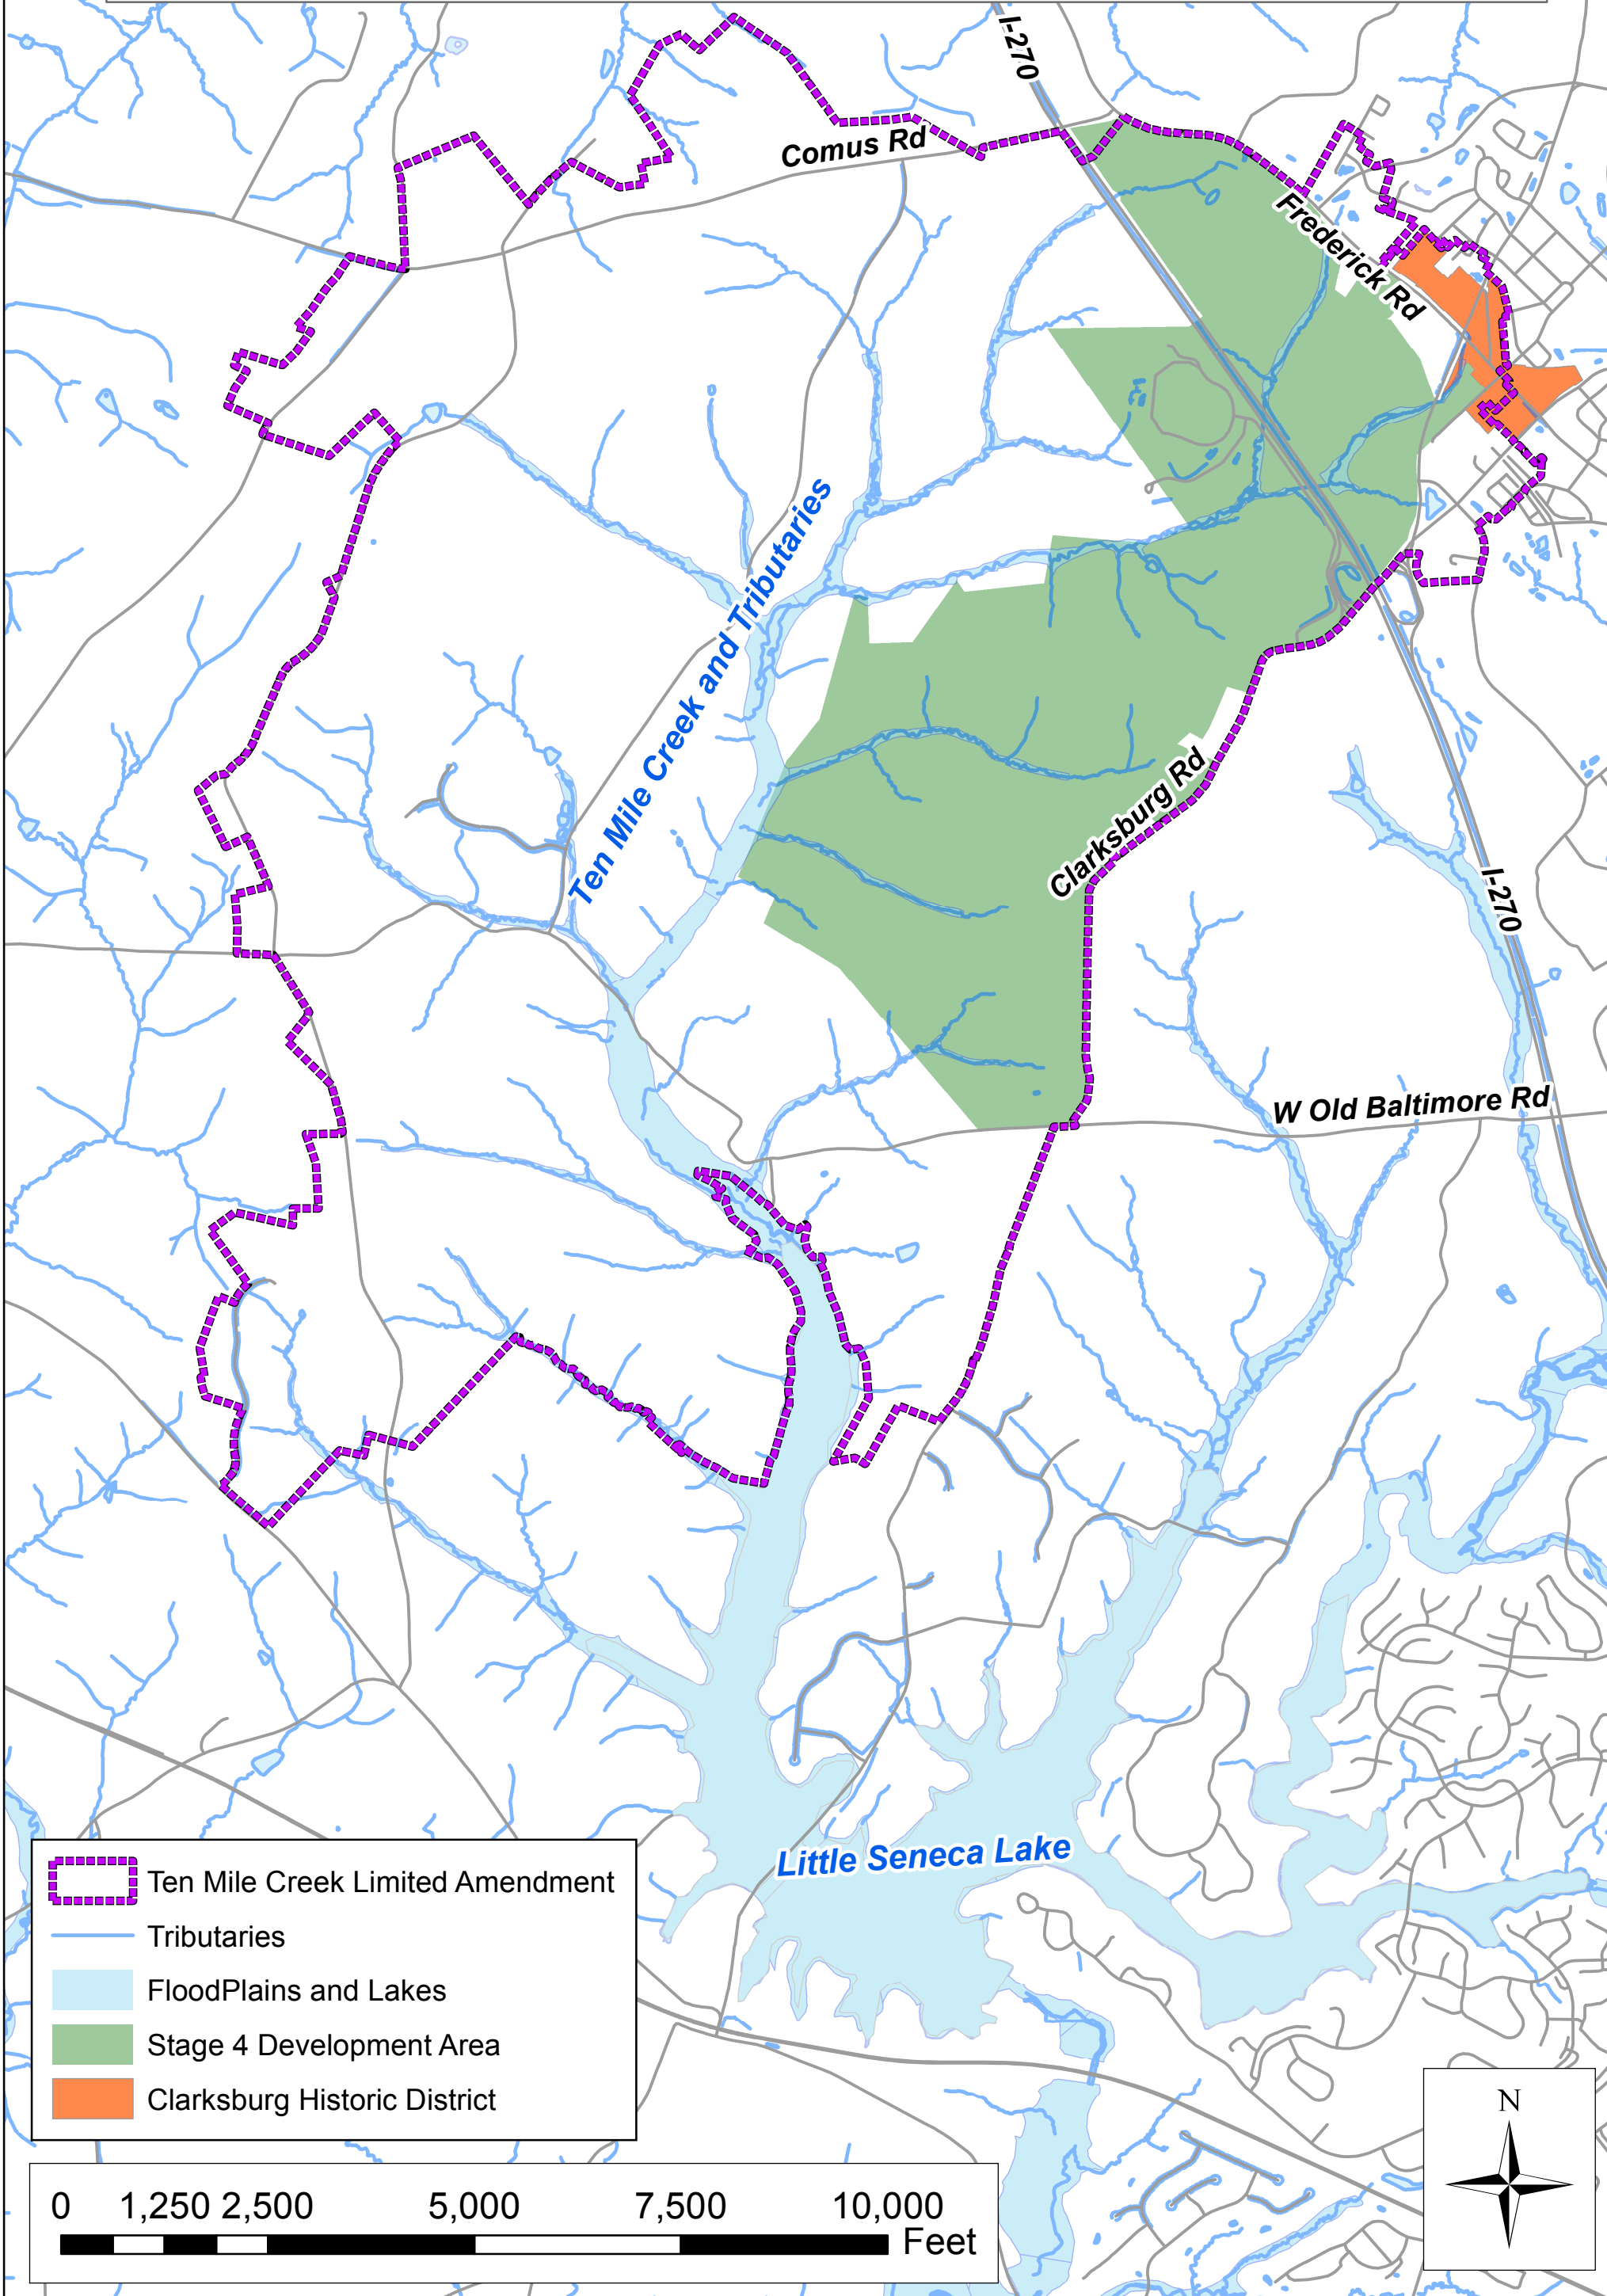 I-270
Comus Rd
Frederick Rd
Ten Mile Creek and Tributaries
Clarksburg Rd
I-270
W Old Baltimore Rd
Little Seneca Lake
Ten Mile Creek Limited Amendment
Tributaries
FloodPlains and Lakes
Stage 4 Development Area
Clarksburg Historic District
N
0 1,250 2,500 5,000 7,500 10,000
Feet